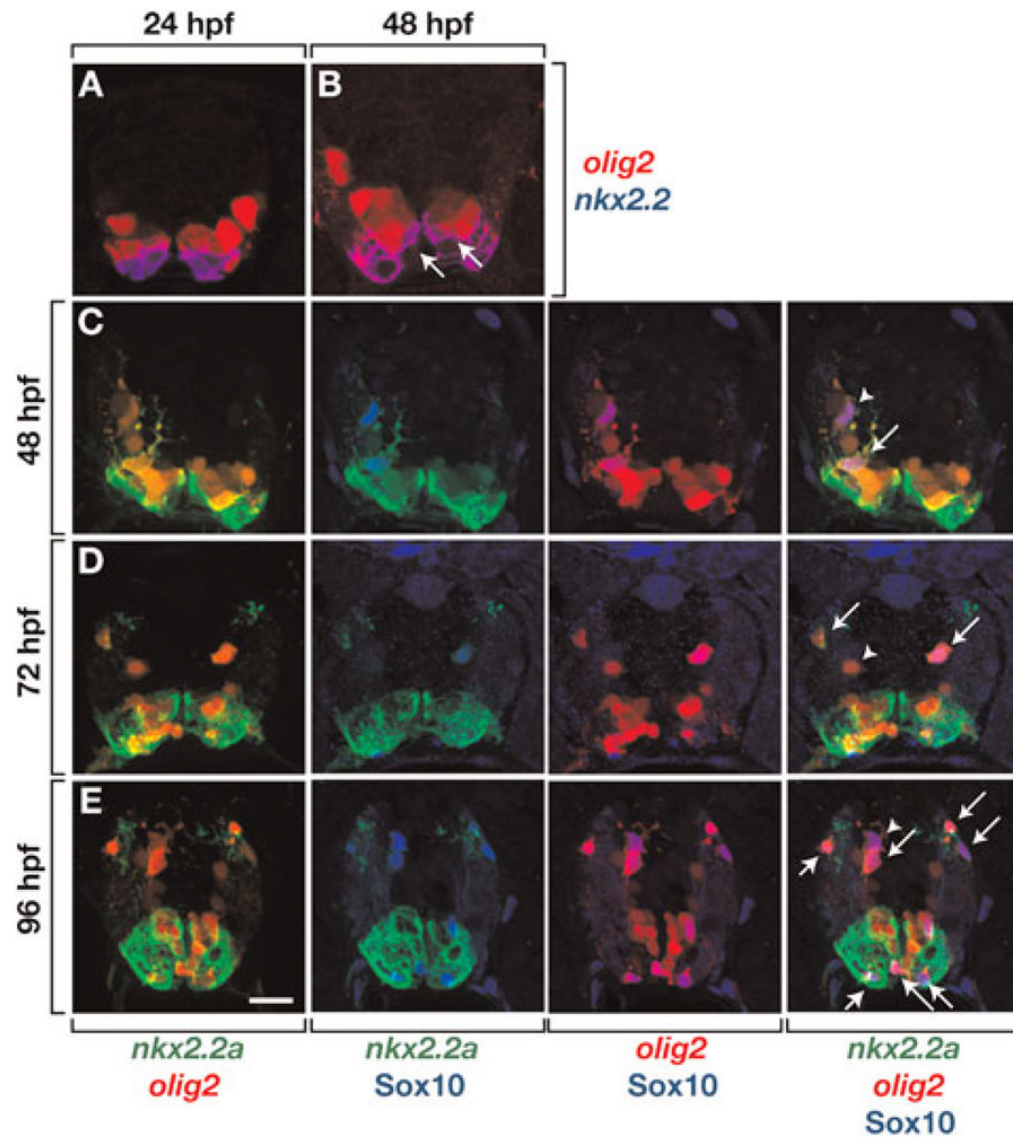 24 hpf
48 hpf
A
B
olig2
nkx2.2
48 hpf
C
72 hpf
D
96 hpf
E
nkx2.2a
olig2
nkx2.2a
Sox10
olig2
Sox10
nkx2.2a
olig2
Sox10